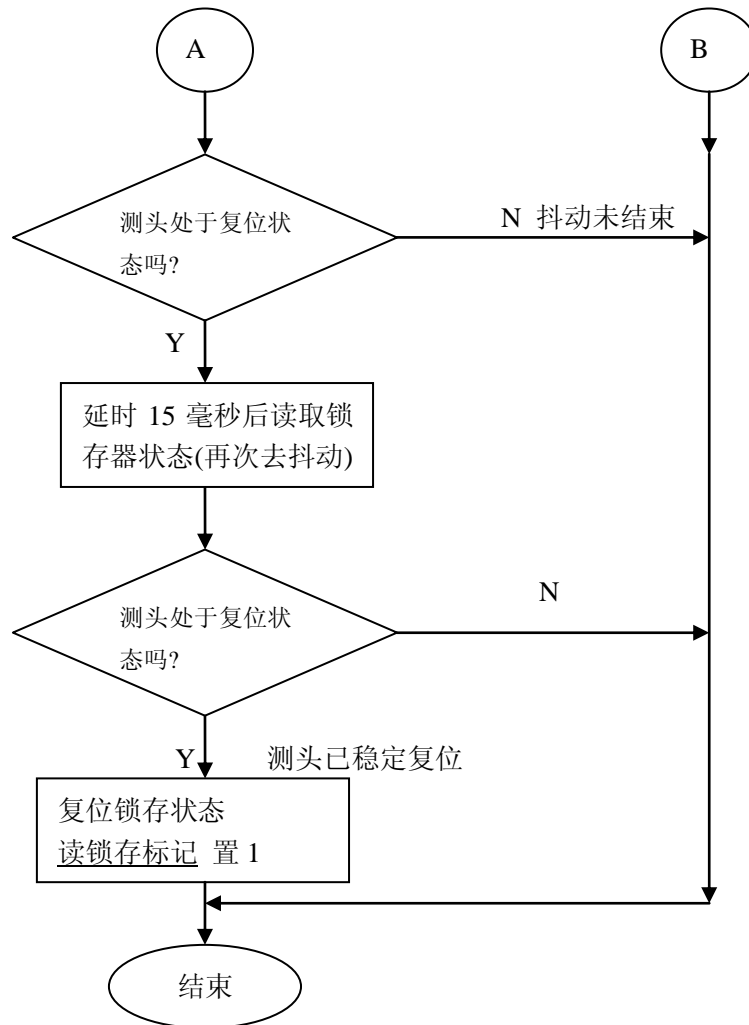 A
B
测头处于复位状
态吗?
N 抖动未结束
Y
延时 15 毫秒后读取锁
存器状态(再次去抖动)
测头处于复位状
态吗?
N
Y
测头已稳定复位
复位锁存状态
读锁存标记 置 1
结束